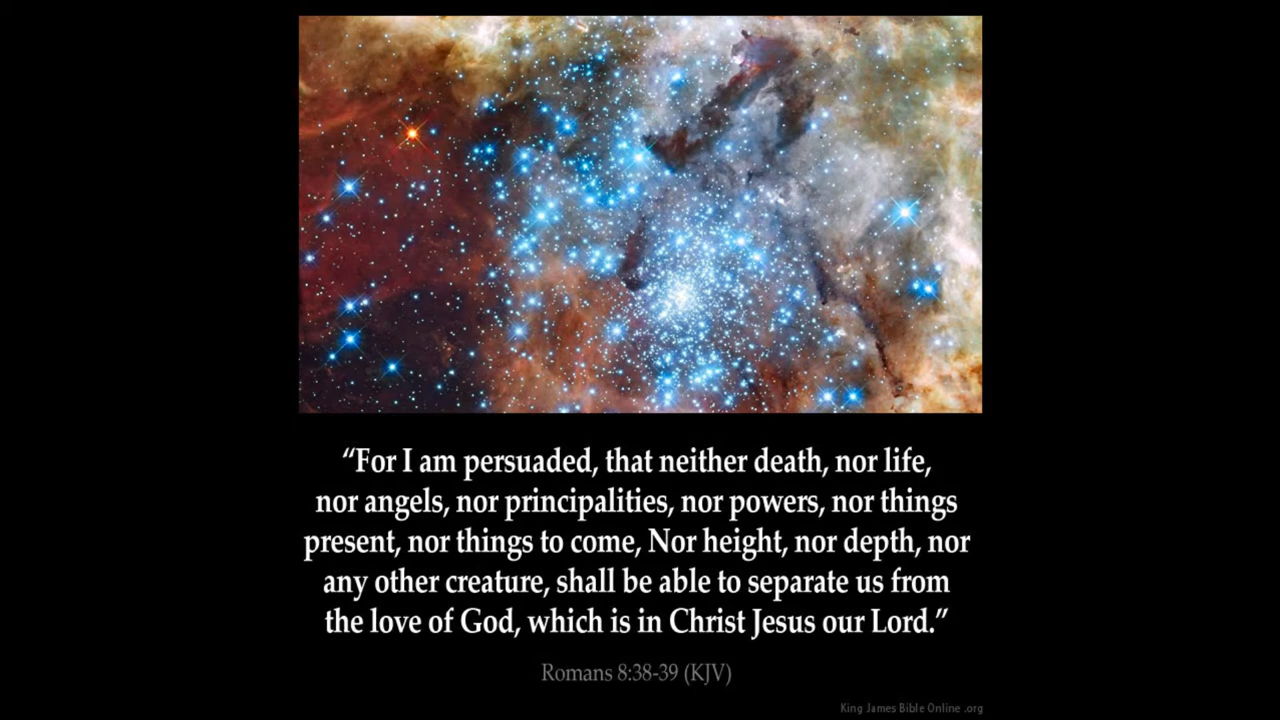 “For I am persuaded, that neither death, nor life,
nor angels, nor principalities, nor powers, nor things
present, nor things to come, Nor height, nor depth, nor
any other creature, shall be able to separate us from
the love of God, which is in Christ Jesus our Lord.”
Romans 8:38-39 (KJV)
King James Bible Online .org